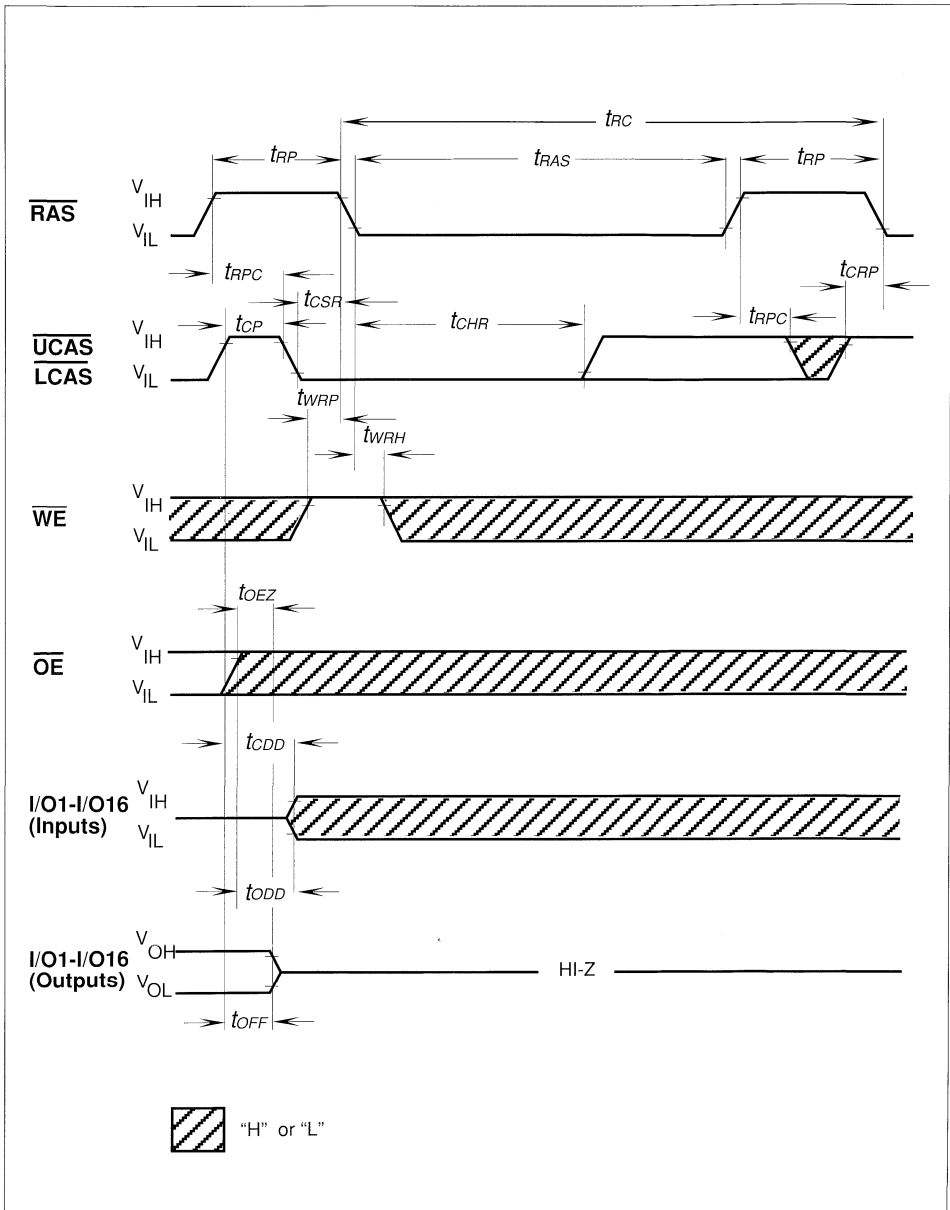 tRC
tRP tRAS tRP
RAS VIH
VIL
tRPC tCRP
tCSR
tCP tCHR tRPC
UCAS VIH
LCAS VIL
tWRP
tWRH
WE VIH
VIL
tOEZ
OE VIH
VIL
tCDD
I/O1-I/O16 VIH
(Inputs) VIL
tODD
I/O1-I/O16 VOH
(Outputs) VOL
HI-Z
tOFF
"H" or "L"